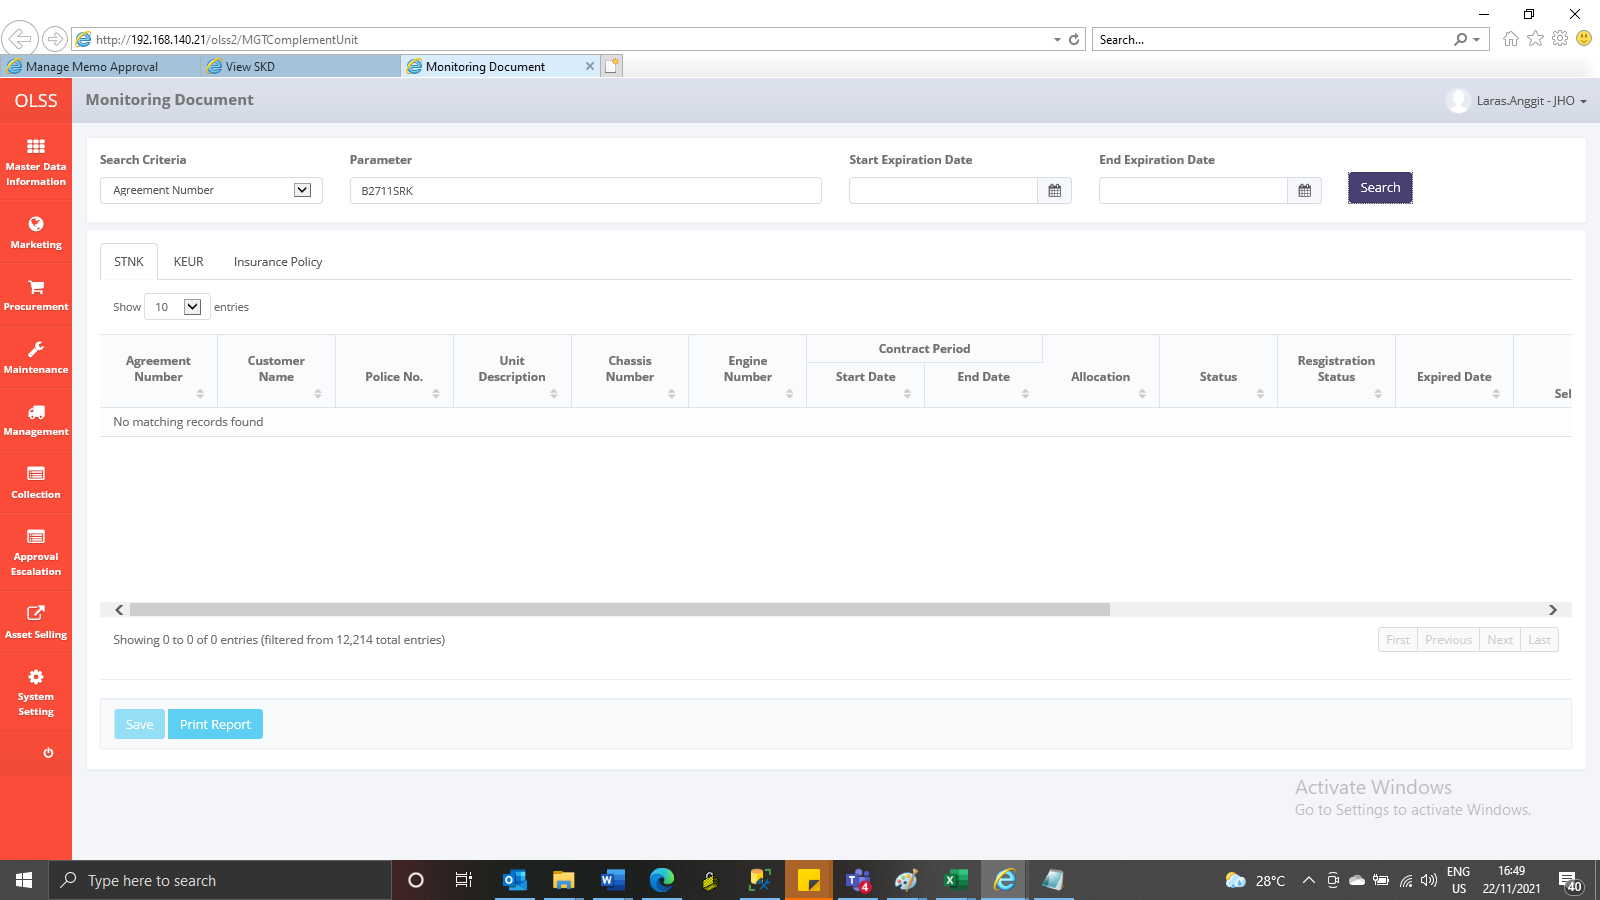 http://192.168.140.21/olss2/MGTComplementUnit
Search...
Manage Memo Approval
View SKD
Monitoring Document
OLSS
Monitoring Document
Laras.Anggit - JHO
Master Data
Information
Marketing
Procurement
Maintenance
Management
Collection
Approval
Escalation
Asset Selling
System
Setting
Search Criteria
Parameter
Start Expiration Date
End Expiration Date
Agreement Number
B2711SRK
Search
STNK
KEUR
Insurance Policy
Show 10 entries
Agreement
Number
Customer
Name
Police No.
Unit
Description
Chassis
Number
Engine
Number
Contract Period
Start Date
End Date
Allocation
Status
Resgistration
Status
Expired Date
Sel
No matching records found
Showing 0 to 0 of 0 entries (filtered from 12,214 total entries)
First Previous Next Last
Save
Print Report
Activate Windows
Go to Settings to activate Windows.
Type here to search
4
28°C
ENG
US
16:49
22/11/2021
40